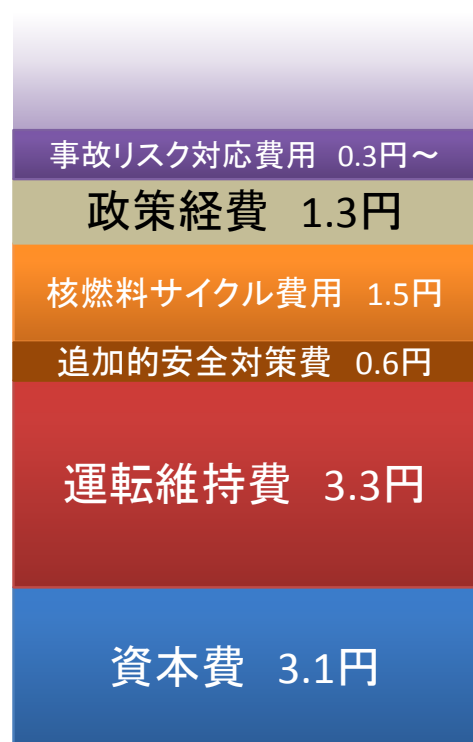 事故リスク対応費用 0.3円～
政策経費 1.3円
核燃料サイクル費用 1.5円
追加的安全対策費 0.6円
運転維持費 3.3円
資本費 3.1円